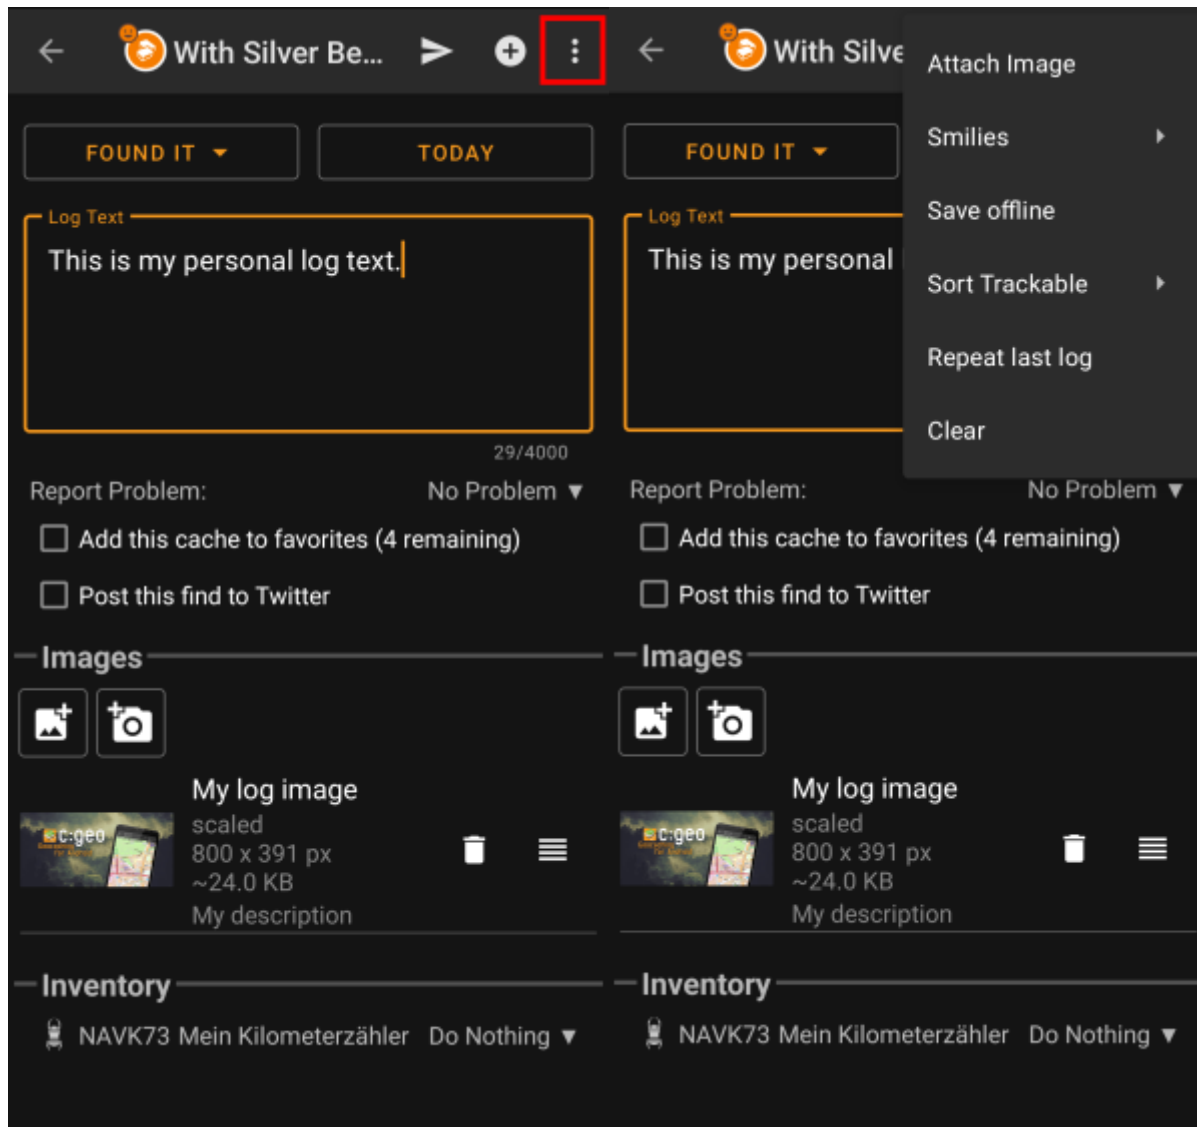 With Silver Be...
FOUND IT
TODAY
Log Text
This is my personal log text.
29/4000
Report Problem:
No Problem
Add this cache to favorites (4 remaining)
Post this find to Twitter
Images
My log image
c:geo
scaled
800 x 391 px
~24.0 KB
My description
Inventory
NAVK73 Mein Kilometerzähler
Do Nothing
With Silve
Attach Image
Smilies
Save offline
Sort Trackable
Repeat last log
Clear
FOUND IT
Log Text
This is my personal
Report Problem:
No Problem
Add this cache to favorites (4 remaining)
Post this find to Twitter
Images
My log image
c:geo
scaled
800 x 391 px
~24.0 KB
My description
Inventory
NAVK73 Mein Kilometerzähler
Do Nothing